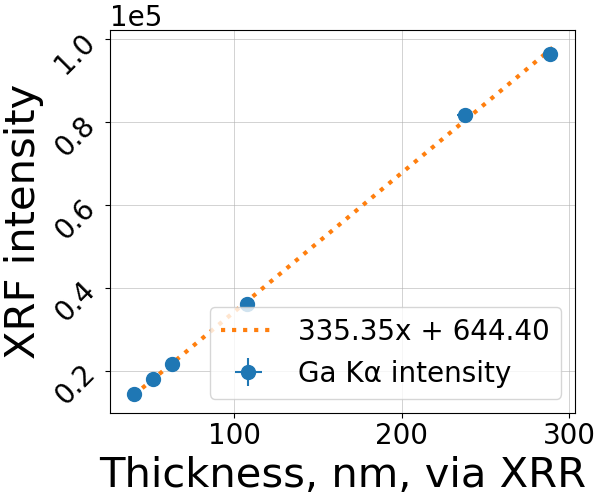 1e5
1.0
0.8
0.6
0.4
0.2
XRF intensity
335.35x + 644.40
Ga Kα intensity
100
200
300
Thickness, nm, via XRR